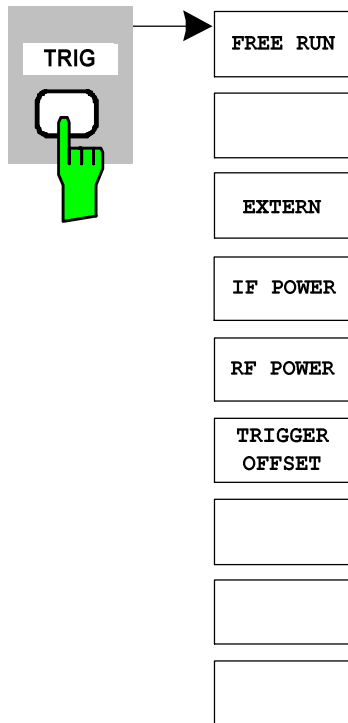 TRIG
FREE RUN
EXTERN
IF POWER
RF POWER
TRIGGER
OFFSET